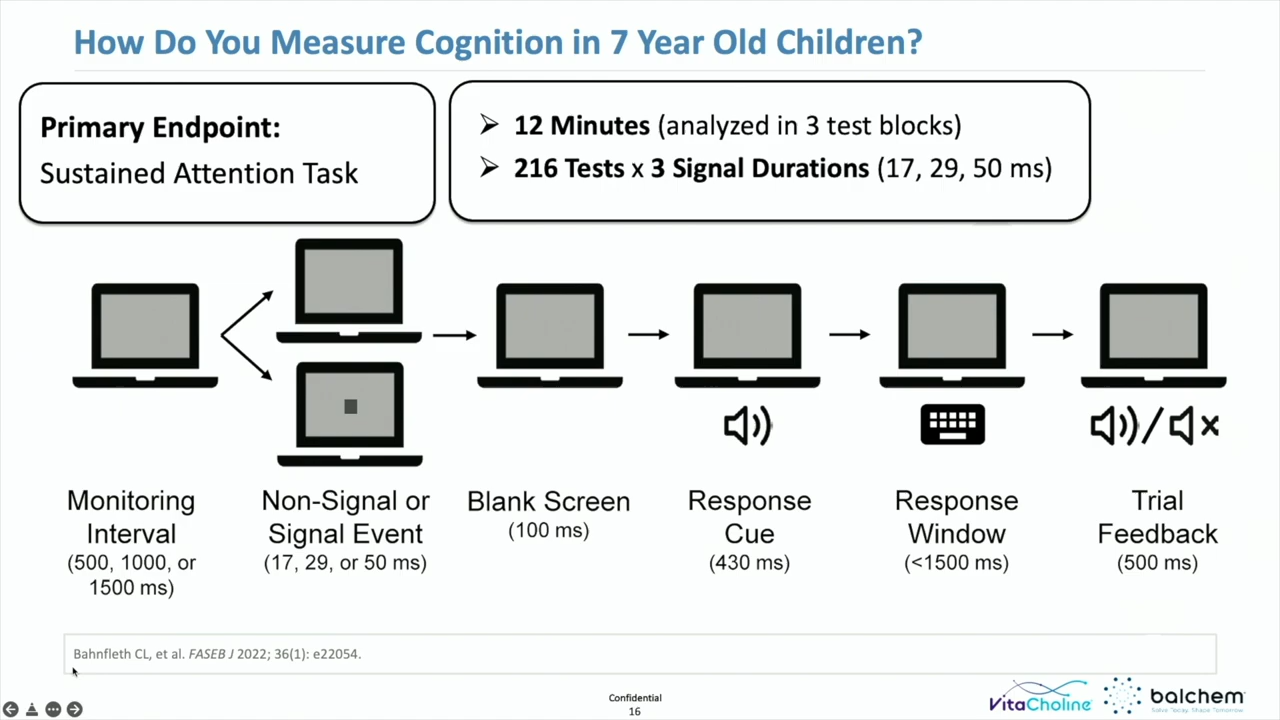 How Do You Measure Cognition in 7 Year Old Children?
Primary Endpoint:
Sustained Attention Task
➢ 12 Minutes (analyzed in 3 test blocks)
➢ 216 Tests x 3 Signal Durations (17, 29, 50 ms)
Monitoring
Interval
(500, 1000, or
1500 ms)
Non-Signal or
Signal Event
(17, 29, or 50 ms)
Blank Screen
(100 ms)
Response
Cue
(430 ms)
Response
Window
(<1500 ms)
Trial
Feedback
(500 ms)
Bahnfleth CL, et al. FASEB J 2022; 36(1): e22054.
Confidential
16
VitaCholine
balchem
Solve Today. Shape Tomorrow.